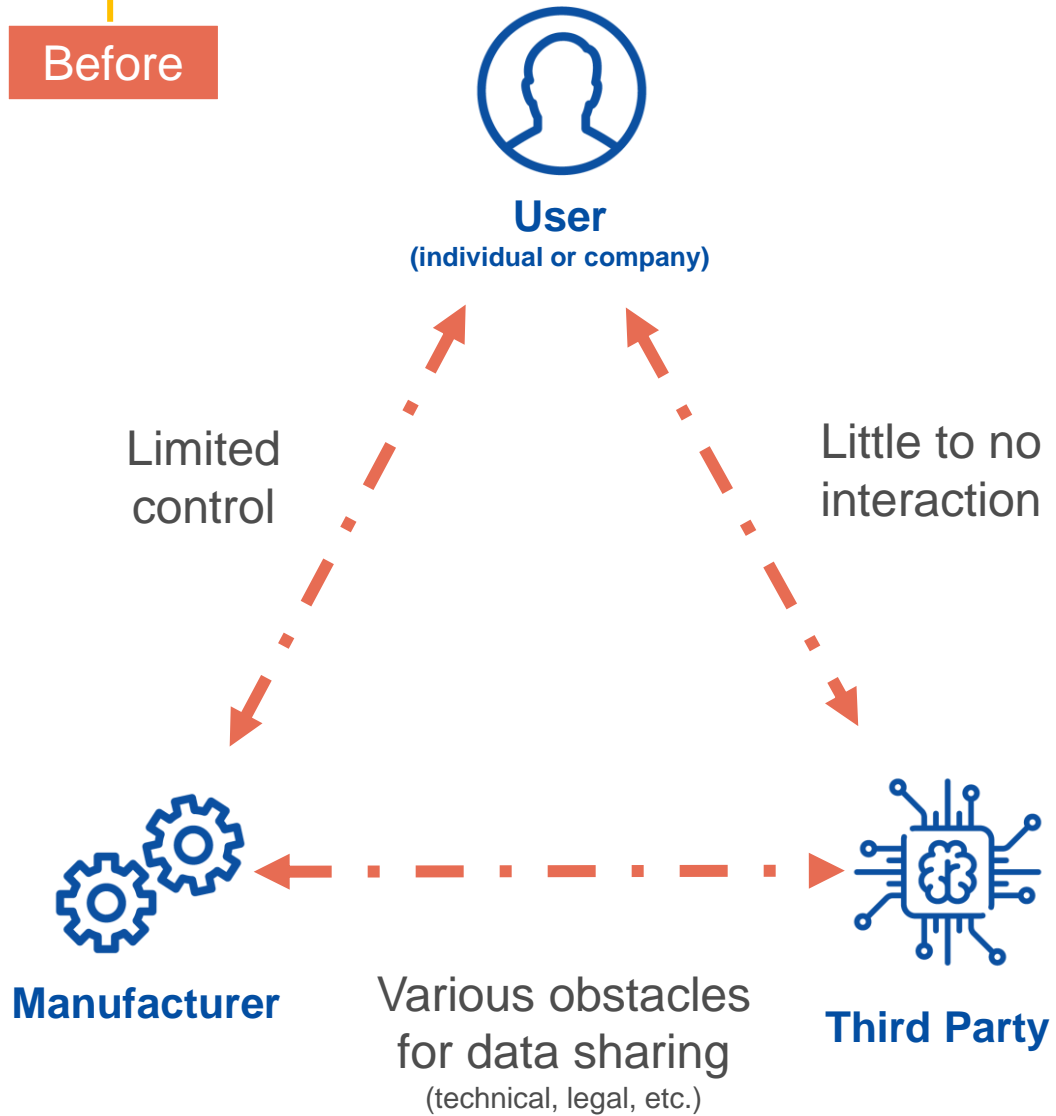 Before
User
(individual or company)
Limited
control
Little to no
interaction
Manufacturer
Various obstacles
for data sharing
(technical, legal, etc.)
Third Party